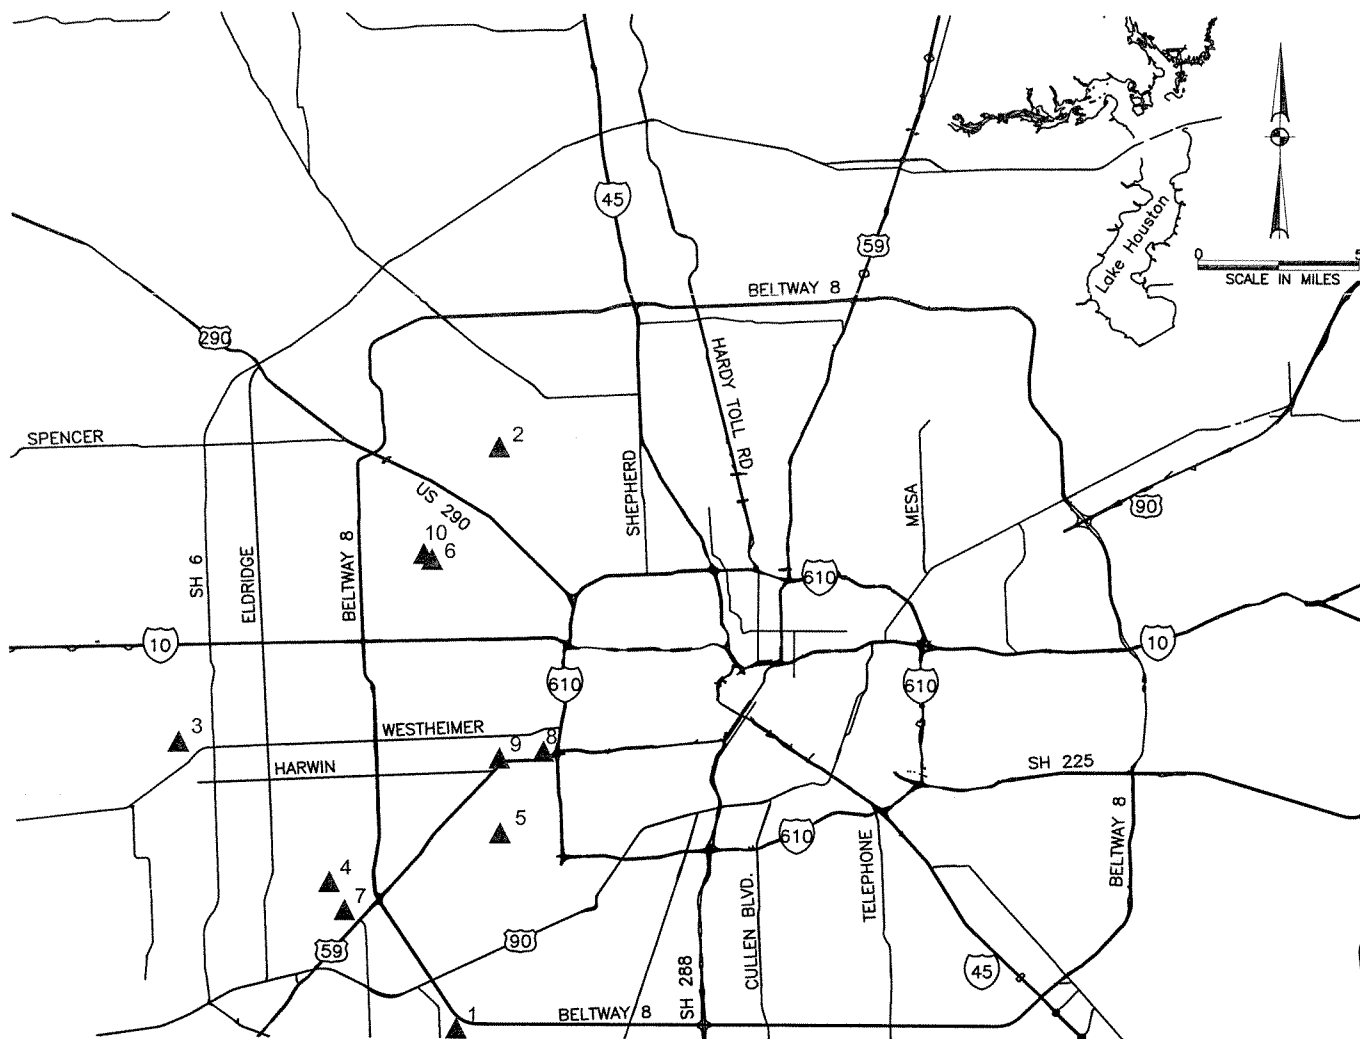 45
59
0
5
SCALE IN MILES
Lake Houston
BELTWAY 8
290
HARDY TOLL RD
SPENCER
2
SHEPHERD
US 290
MESA
90
10
6
BELTWAY 8
SH 6
ELDRIDGE
610
10
10
610
610
3
WESTHEIMER
9
8
HARWIN
SH 225
5
610
BELTWAY 8
TELEPHONE
4
7
CULLEN BLVD.
59
90
SH 288
45
1
BELTWAY 8